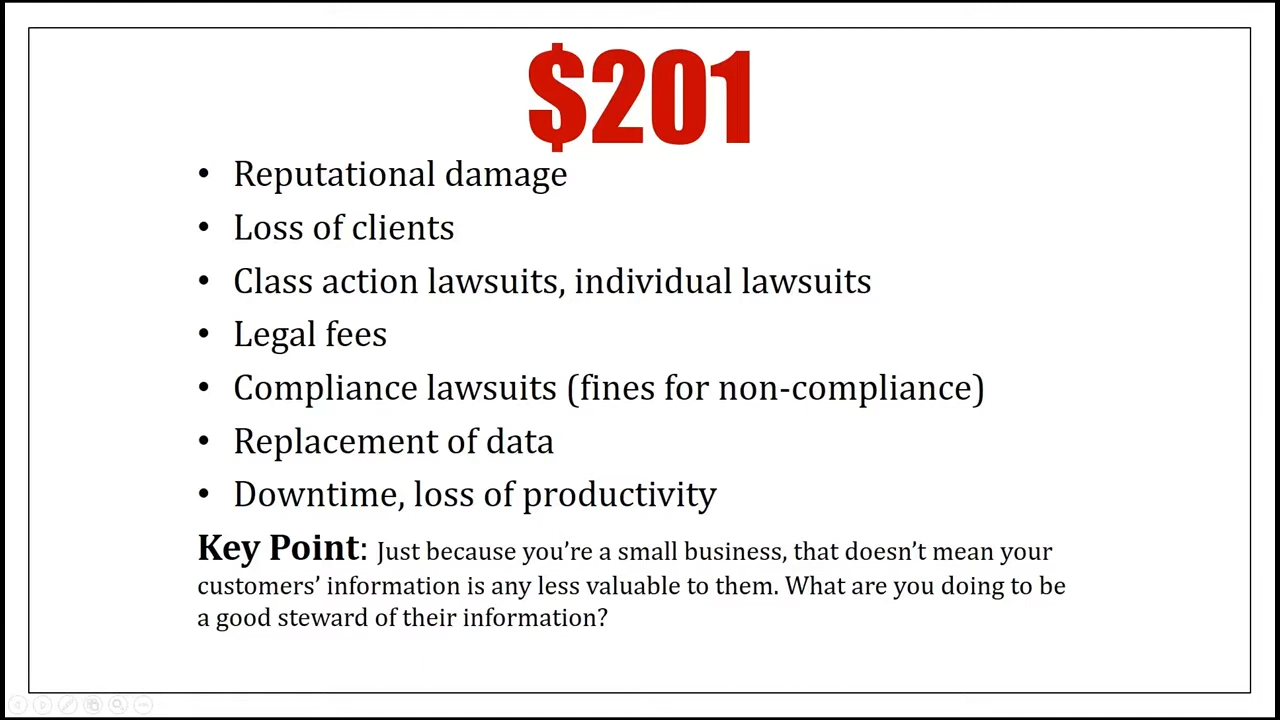 $201
• Reputational damage
• Loss of clients
• Class action lawsuits, individual lawsuits
• Legal fees
• Compliance lawsuits (fines for non-compliance)
• Replacement of data
• Downtime, loss of productivity
Key Point: Just because you’re a small business, that doesn’t mean your
customers’ information is any less valuable to them. What are you doing to be
a good steward of their information?